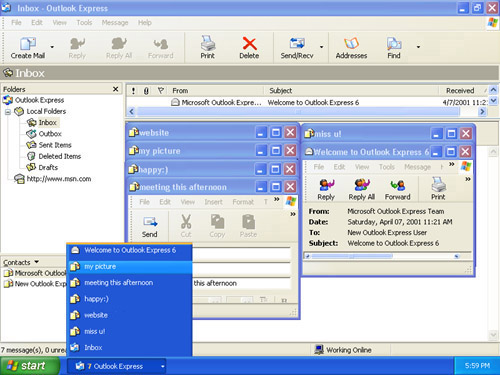 Inbox - Outlook Express
File Edit View Tools Message Help
Create Mail Reply Reply All Forward Print Delete Send/Recv Addresses Find
Inbox
Folders
Outlook Express
Local Folders
Inbox
Outbox
Sent Items
Deleted Items
Drafts
http://www.msn.com
! From Subject Received
Microsoft Outlook Expre... Welcome to Outlook Express 6 4/7/2001 11:21
website
my picture
happy:)
meeting this afternoon
File Edit View Insert Format »
Send Cut Copy Paste »
s afternoon
miss u!
Welcome to Outlook Express 6
File Edit View Tools Message »
Reply Reply All Forward Print »
From: Microsoft Outlook Express Team
Date: Saturday, April 07, 2001 11:21 AM
To: New Outlook Express User
Subject: Welcome to Outlook Express 6
Contacts
Microsoft Outlook
New Outlook Expr
Welcome to Outlook Express 6
my picture
meeting this afternoon
happy:)
website
miss u!
Inbox
7 message(s), 0 unre
Working Online
start
7 Outlook Express
5:59 PM